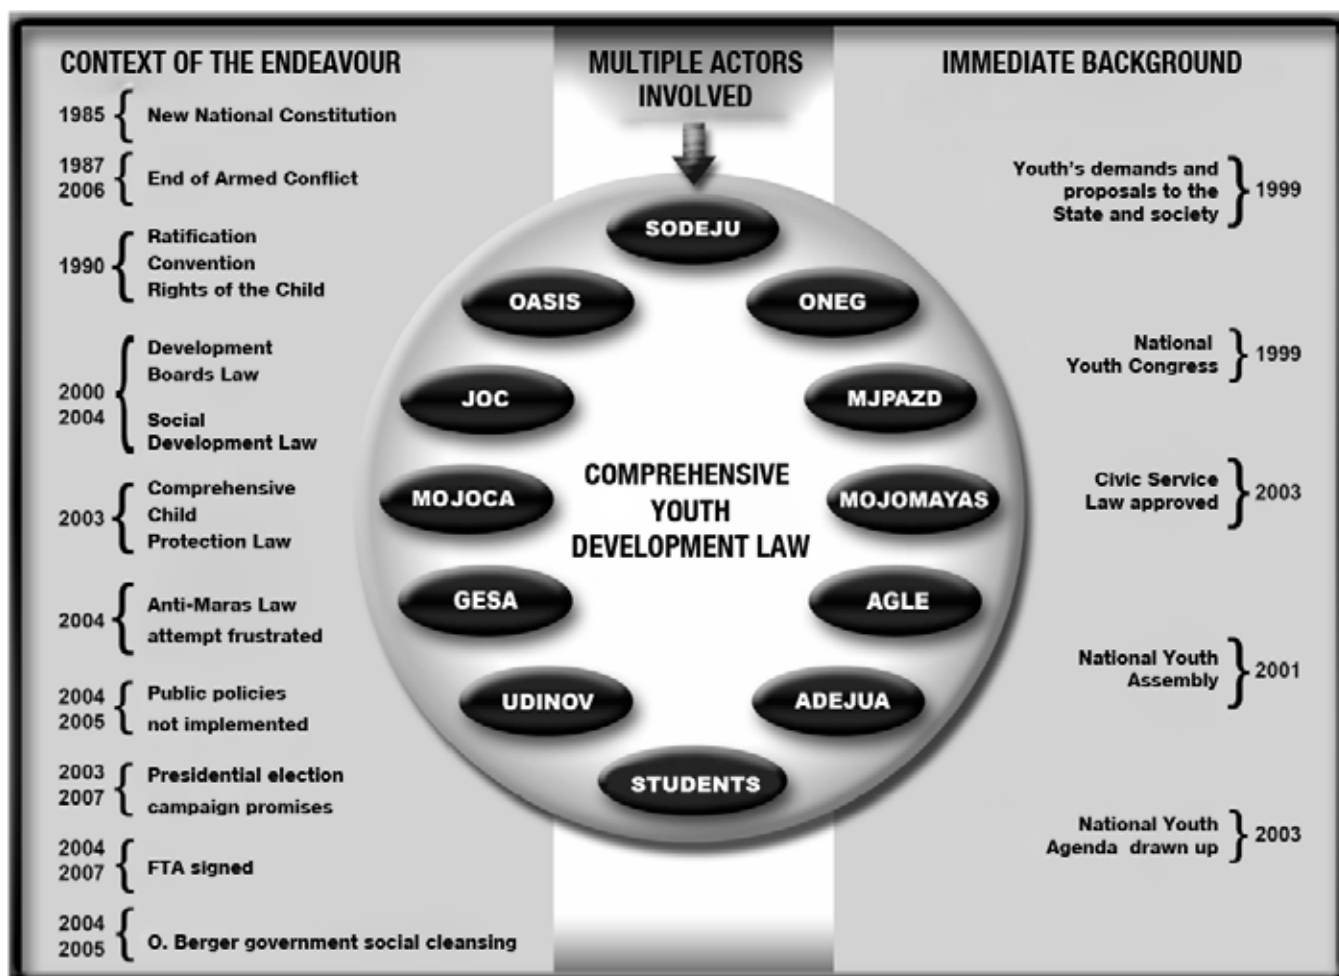 CONTEXT OF THE ENDEAVOUR
1985 { New National Constitution
1987
2006 { End of Armed Conflict
1990 { Ratification
Convention
Rights of the Child
2000
2004 { Development
Boards Law
Social
Development Law
2003 { Comprehensive
Child
Protection Law
2004 { Anti-Maras Law
attempt frustrated
2004
2005 { Public policies
not implemented
2003
2007 { Presidential election
campaign promises
2004
2007 { FTA signed
2004
2005 { O. Berger government social cleansing
MULTIPLE ACTORS
INVOLVED
SODEJU
OASIS
ONEG
JOC
MJPAZD
MOJOCA
MOJOMAYAS
GESA
AGLE
UDINOV
ADEJUA
STUDENTS
COMPREHENSIVE
YOUTH
DEVELOPMENT LAW
IMMEDIATE BACKGROUND
Youth's demands and
proposals to the
State and society } 1999
National
Youth Congress } 1999
Civic Service
Law approved } 2003
National Youth
Assembly } 2001
National Youth
Agenda drawn up } 2003